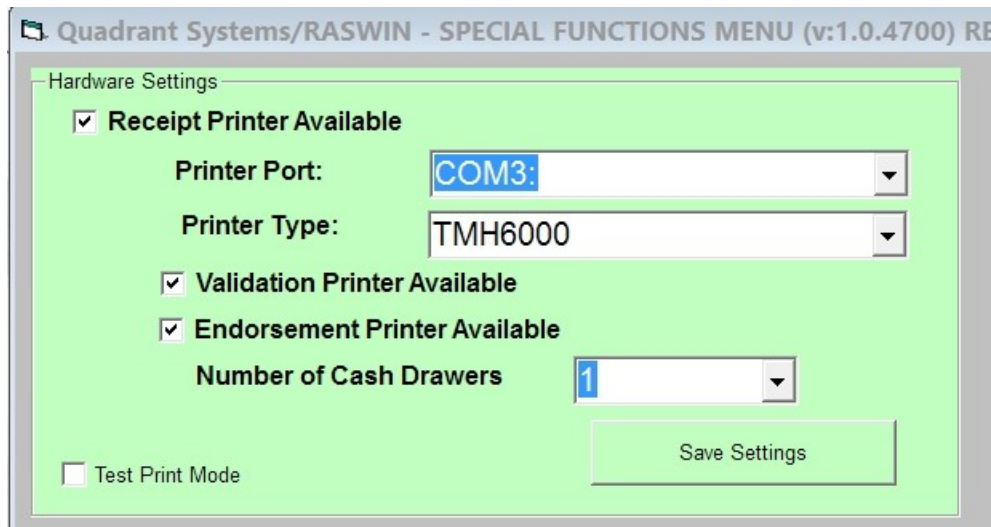 Quadrant Systems/RASWIN - SPECIAL FUNCTIONS MENU (v:1.0.4700) RE
Hardware Settings
Receipt Printer Available
Printer Port: COM3:
Printer Type: TMH6000
Validation Printer Available
Endorsement Printer Available
Number of Cash Drawers 1
Save Settings
Test Print Mode